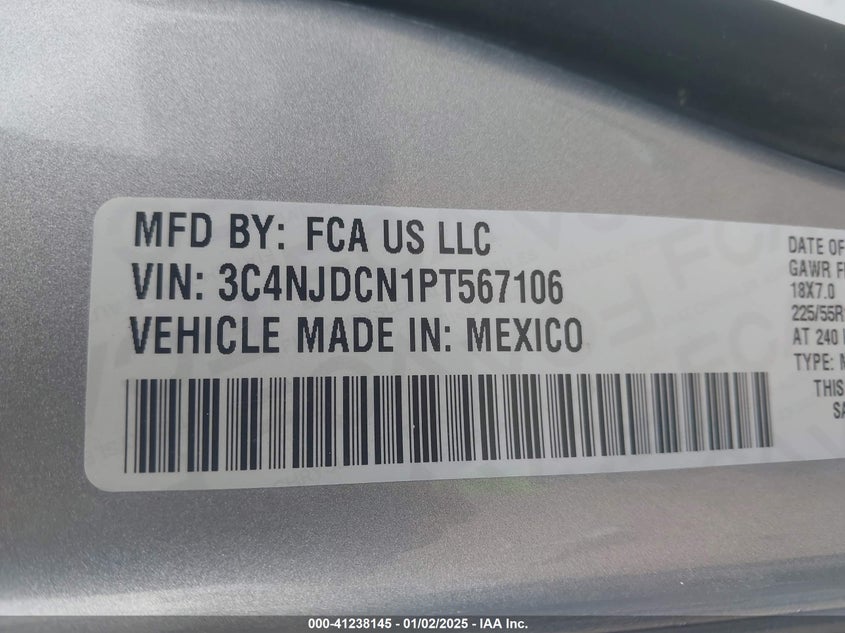 MFD BY: FCA US LLC
VIN: 3C4NJDCN1PT567106
VEHICLE MADE IN: MEXICO
DATE OF
GAWR
18X7.0
225/55R
AT 240
TYPE:
THIS
000-41238145 - 01/02/2025 - IAA Inc.